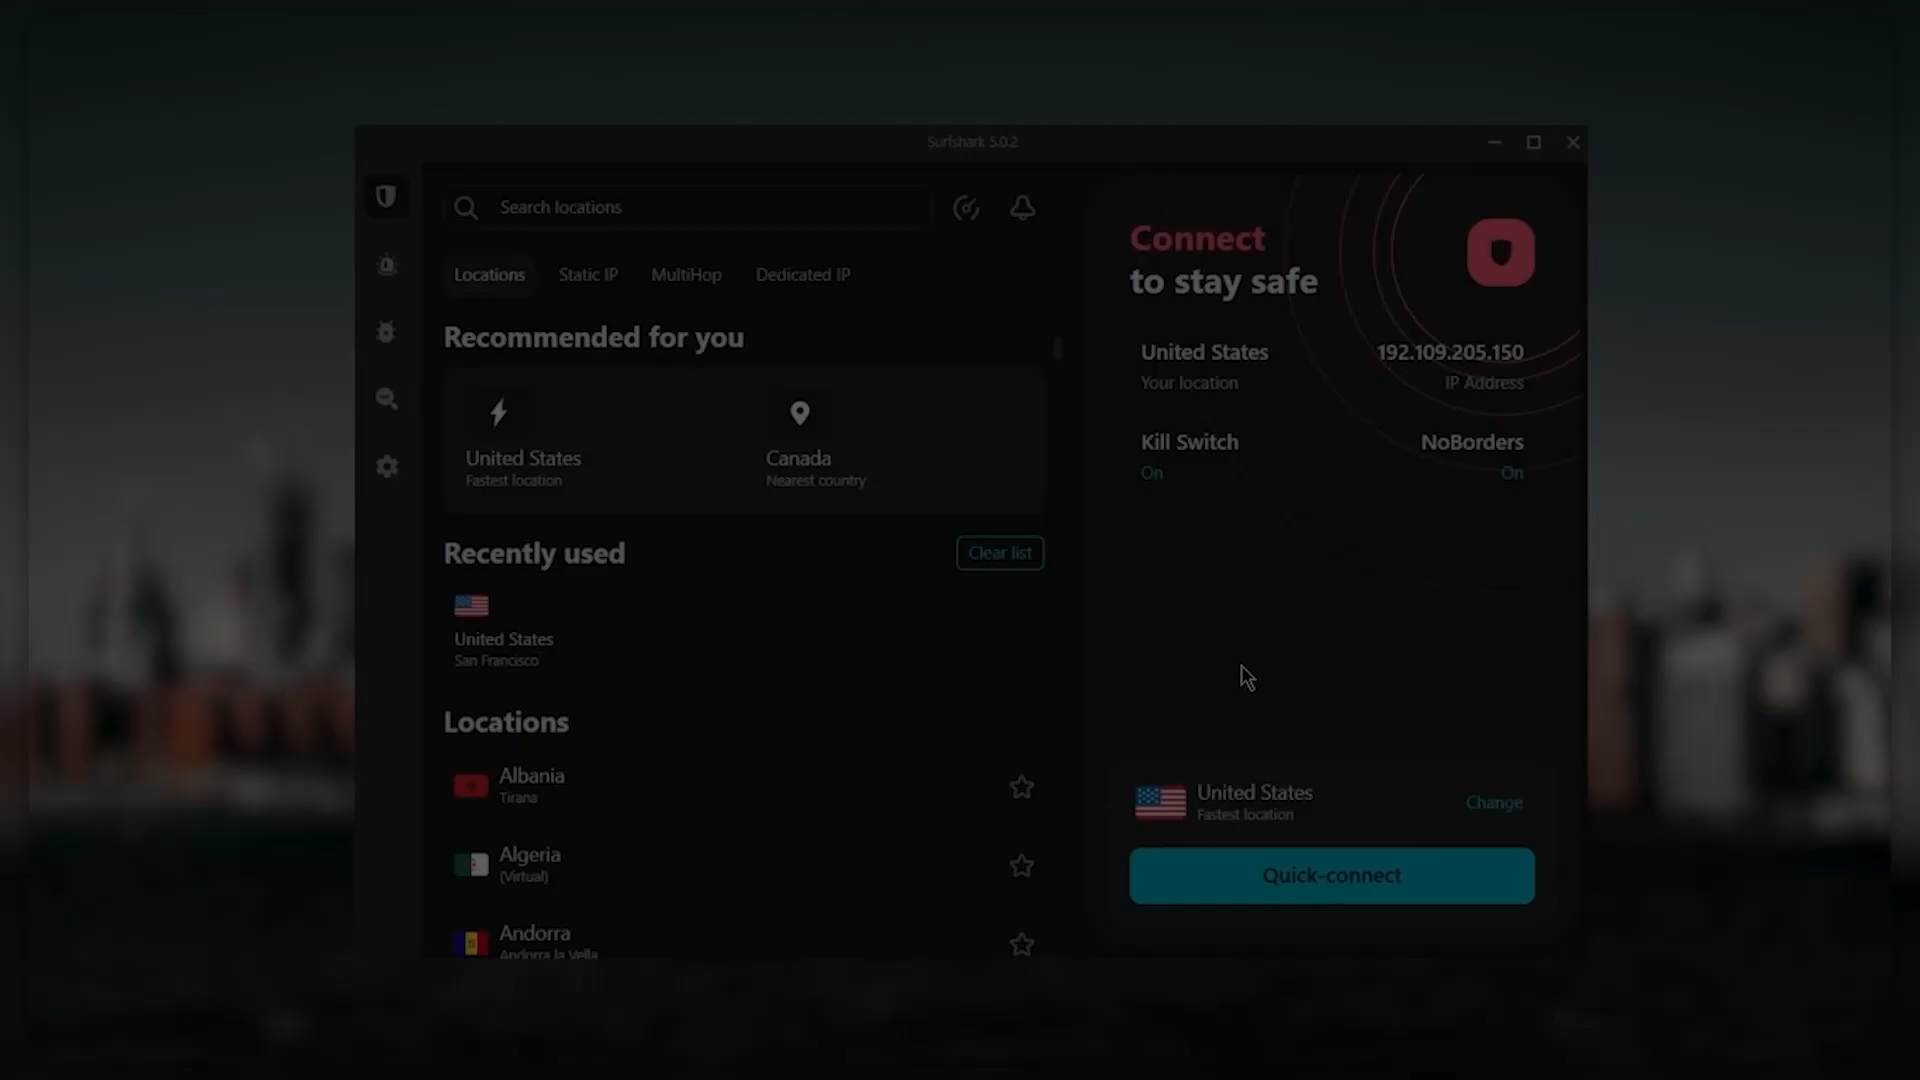 Surfshark 5.0.2
Search locations
Locations
Static IP
MultiHop
Dedicated IP
Recommended for you
United States
Fastest location
Canada
Nearest country
Recently used
Clear list
United States
San Francisco
Locations
Albania
Tirana
Algeria
(Virtual)
Andorra
Andorra la Vella
Connect
to stay safe
United States
Your location
192.109.205.150
IP Address
Kill Switch
On
NoBorders
On
United States
Fastest location
Change
Quick-connect